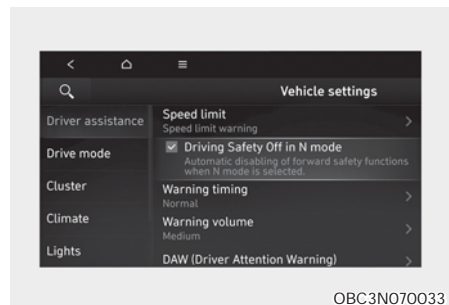 Vehicle settings
Driver assistance
Drive mode
Cluster
Climate
Lights
Speed limit
Speed limit warning
Driving Safety Off in N mode
Automatic disabling of forward safety functions
when N mode is selected.
Warning timing
Normal
Warning volume
Medium
DAW (Driver Attention Warning)
OBC3N070033